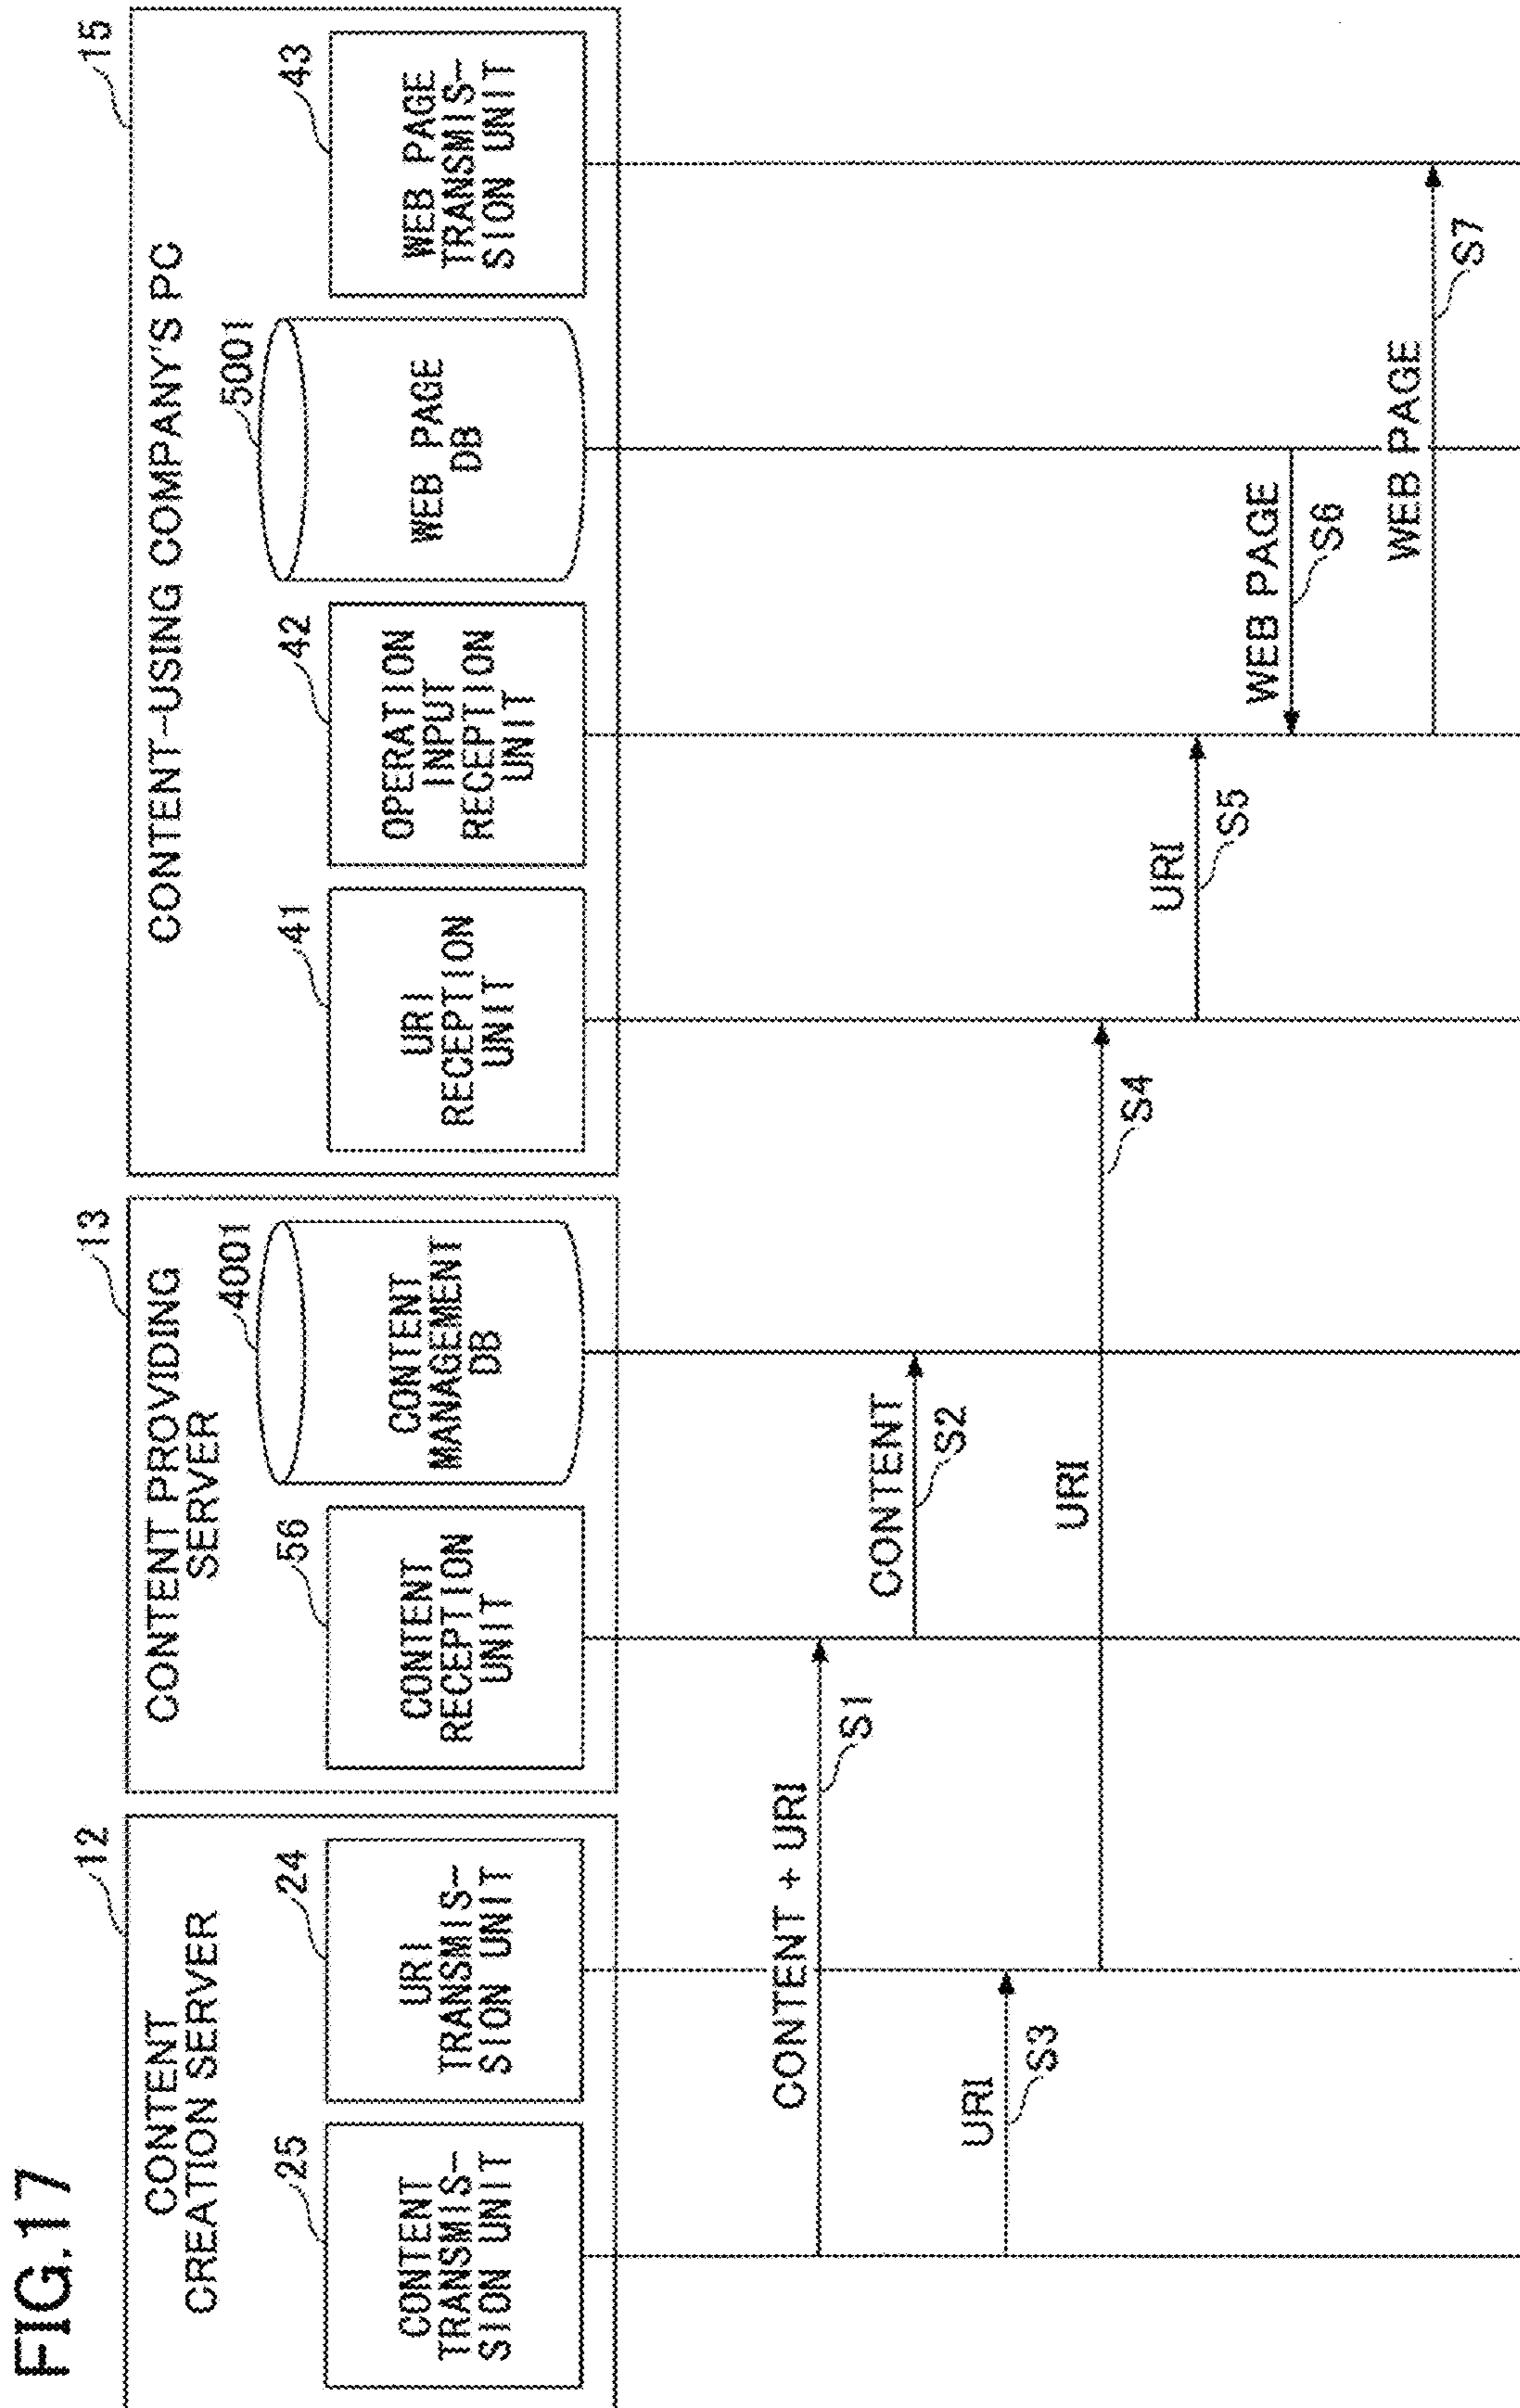 FIG.17
CONTENT
CREATION SERVER
12
CONTENT
TRANSMIS-
SION UNIT
25
URI
TRANSMIS-
SION UNIT
24
CONTENT PROVIDING
SERVER
13
CONTENT
RECEPTION
UNIT
56
CONTENT
MANAGEMENT
DB
4001
CONTENT-USING COMPANY'S PC
15
URI
RECEPTION
UNIT
41
OPERATION
INPUT
RECEPTION
UNIT
42
WEB PAGE
DB
5001
WEB PAGE
TRANSMIS-
SION UNIT
43
CONTENT + URI
S1
CONTENT
S2
URI
S3
URI
S4
URI
S5
WEB PAGE
S6
WEB PAGE
S7